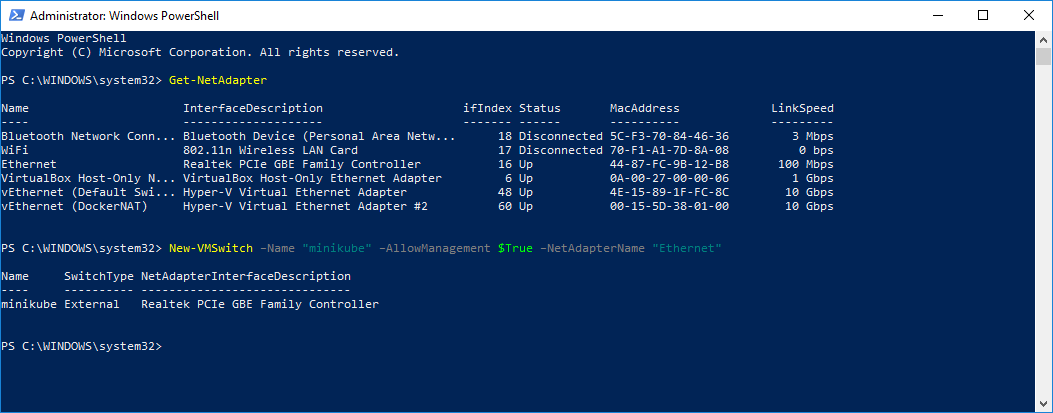 Administrator: Windows PowerShell
Windows PowerShell
Copyright (C) Microsoft Corporation. All rights reserved.
PS C:\WINDOWS\system32> Get-NetAdapter
Name                      InterfaceDescription                    ifIndex Status       MacAddress             LinkSpeed
----                      --------------------                    ------- ------       ----------             ---------
Bluetooth Network Conn... Bluetooth Device (Personal Area Netw...      18 Disconnected 5C-F3-70-84-46-36         3 Mbps
WiFi                      802.11n Wireless LAN Card                    17 Disconnected 70-F1-A1-7D-8A-08          0 bps
Ethernet                  Realtek PCIe GBE Family Controller           16 Up           44-87-FC-9B-12-B8       100 Mbps
VirtualBox Host-Only N... VirtualBox Host-Only Ethernet Adapter         6 Up           0A-00-27-00-00-06         1 Gbps
vEthernet (Default Swi... Hyper-V Virtual Ethernet Adapter             48 Up           4E-15-89-1F-FC-8C        10 Gbps
vEthernet (DockerNAT)     Hyper-V Virtual Ethernet Adapter #2          60 Up           00-15-5D-38-01-00        10 Gbps
PS C:\WINDOWS\system32> New-VMSwitch –Name "minikube" –AllowManagement $True –NetAdapterName "Ethernet"
Name     SwitchType NetAdapterInterfaceDescription
----     ---------- ------------------------------
minikube External   Realtek PCIe GBE Family Controller
PS C:\WINDOWS\system32>